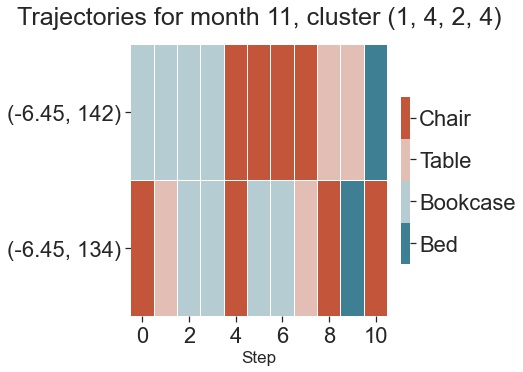 Trajectories for month 11, cluster (1, 4, 2, 4)
(-6.45, 142)
(-6.45, 134)
Chair
Table
Bookcase
Bed
0 2 4 6 8 10
Step